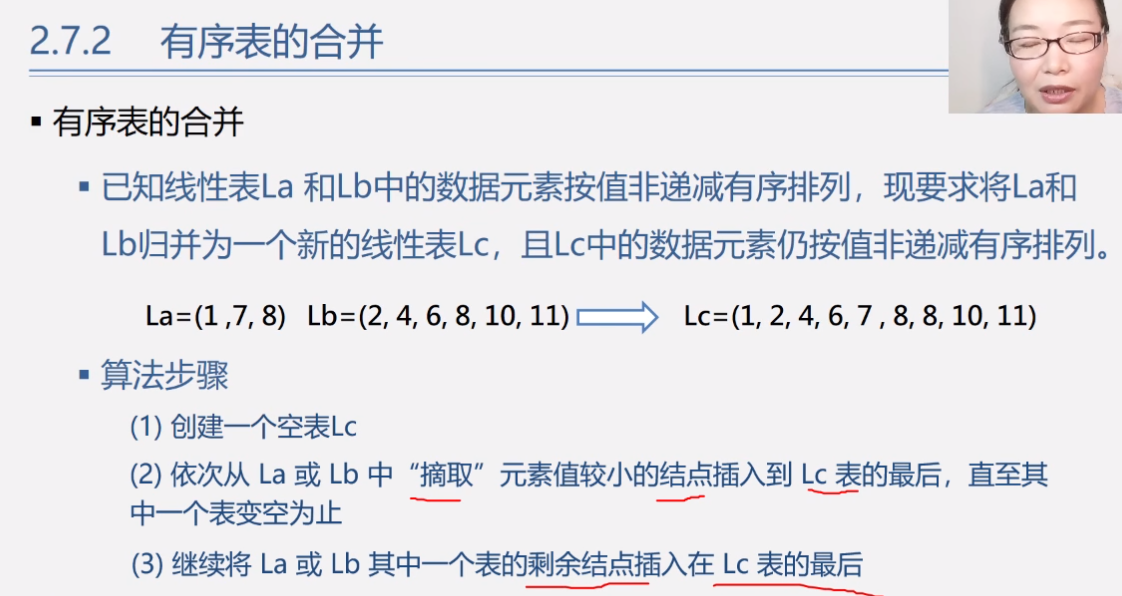 2.7.2 有序表的合并
▪ 有序表的合并
▪ 已知线性表La 和Lb中的数据元素按值非递减有序排列，现要求将La和
Lb归并为一个新的线性表Lc，且Lc中的数据元素仍按值非递减有序排列。
La=(1 ,7, 8) Lb=(2, 4, 6, 8, 10, 11) Lc=(1, 2, 4, 6, 7 , 8, 8, 10, 11)
▪ 算法步骤
(1) 创建一个空表Lc
(2) 依次从 La 或 Lb 中“摘取”元素值较小的结点插入到 Lc 表的最后，直至其
中一个表变空为止
(3) 继续将 La 或 Lb 其中一个表的剩余结点插入在 Lc 表的最后